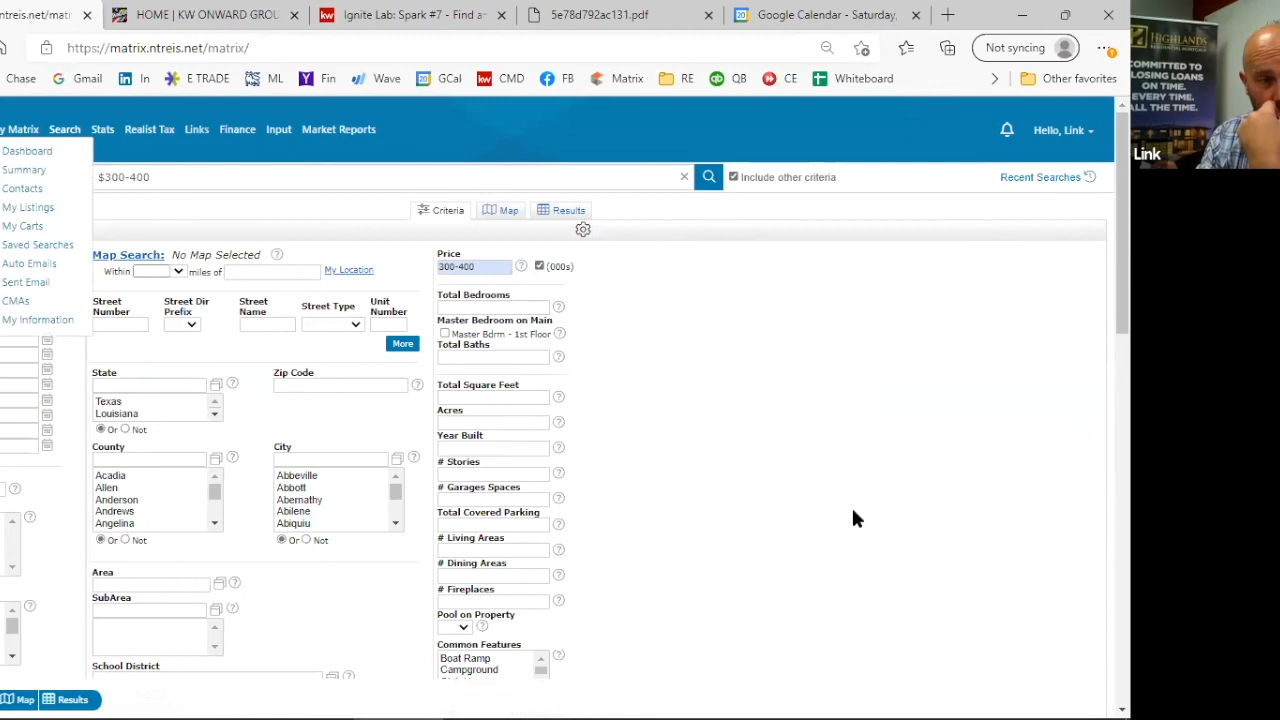 ntreis.net/mat
HOME | KW ONWARD GROU
Ignite Lab: Spark #7 - Find a
5e78d792ac131.pdf
Google Calendar - Saturday,
https://matrix.ntreis.net/matrix/
Not syncing
Chase
Gmail
In
E TRADE
ML
Fin
Wave
GCal
CMD
FB
Matrix
RE
QB
CE
Whiteboard
Other favorites
HIGHLANDS
RESIDENTIAL MORTGAGE
COMMITTED TO
CLOSING LOANS
ON TIME.
EVERY TIME.
ALL THE TIME.
Link
y Matrix
Search
Stats
Realist Tax
Links
Finance
Input
Market Reports
Hello, Link
Dashboard
Summary
Contacts
My Listings
My Carts
Saved Searches
Auto Emails
Sent Email
CMAs
My Information
$300-400
Include other criteria
Recent Searches
Criteria
Map
Results
Map Search: No Map Selected
Within miles of My Location
Street Number
Street Dir Prefix
Street Name
Street Type
Unit Number
More
State
Texas
Louisiana
Or Not
Zip Code
County
Acadia
Allen
Anderson
Andrews
Angelina
Or Not
City
Abbeville
Abbott
Abernathy
Abilene
Abiquiu
Or Not
Area
SubArea
School District
Price
300-400 (000s)
Total Bedrooms
Master Bedroom on Main
Master Bdrm - 1st Floor
Total Baths
Total Square Feet
Acres
Year Built
# Stories
# Garages Spaces
Total Covered Parking
# Living Areas
# Dining Areas
# Fireplaces
Pool on Property
Common Features
Boat Ramp
Campground
Map
Results